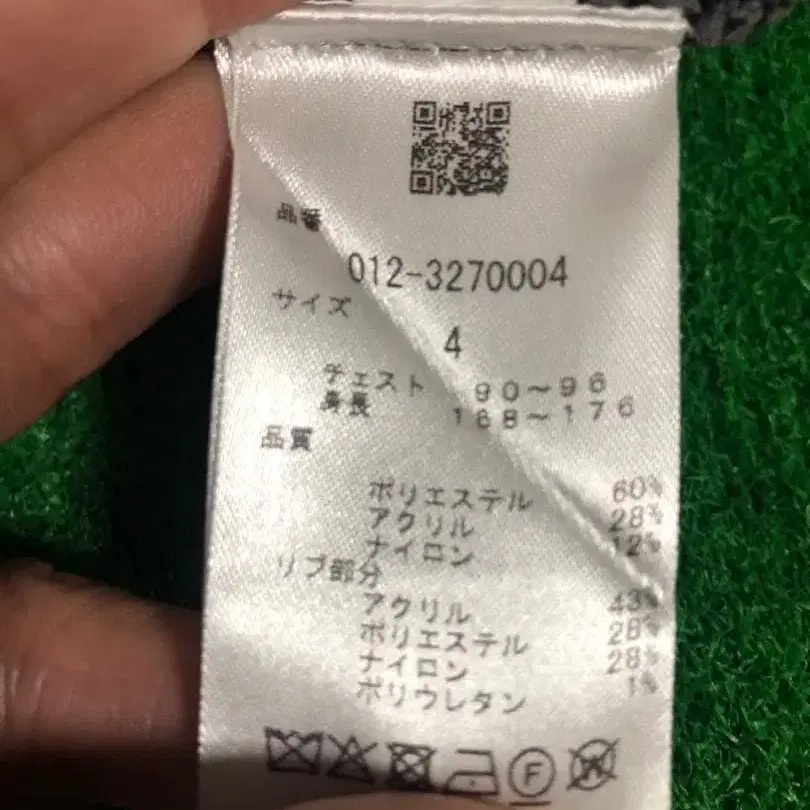 品番
012-3270004
サイズ
4
チェスト 90～96
身長 168～176
品質
ポリエステル 60%
アクリル 28%
ナイロン 12%
リブ部分
アクリル 43%
ポリエステル 28%
ナイロン 28%
ポリウレタン 1%
F W